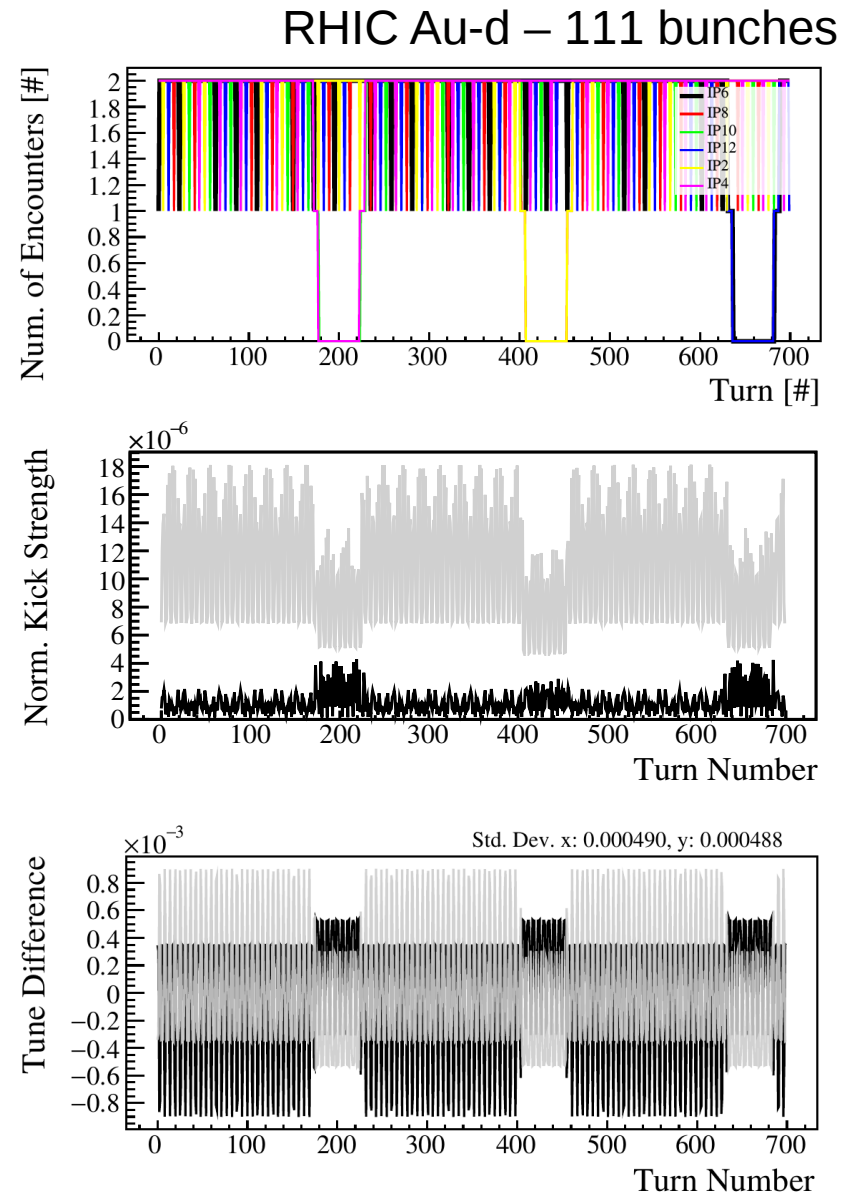 RHIC Au-d – 111 bunches
Num. of Encounters [#]
2
1.8
1.6
1.4
1.2
1
0.8
0.6
0.4
0.2
0
IP6
IP8
IP10
IP12
IP2
IP4
0 100 200 300 400 500 600 700
Turn [#]
×10⁻⁶
Norm. Kick Strength
18
16
14
12
10
8
6
4
2
0
0 100 200 300 400 500 600 700
Turn Number
×10⁻³
Std. Dev. x: 0.000490, y: 0.000488
Tune Difference
0.8
0.6
0.4
0.2
0
−0.2
−0.4
−0.6
−0.8
0 100 200 300 400 500 600 700
Turn Number